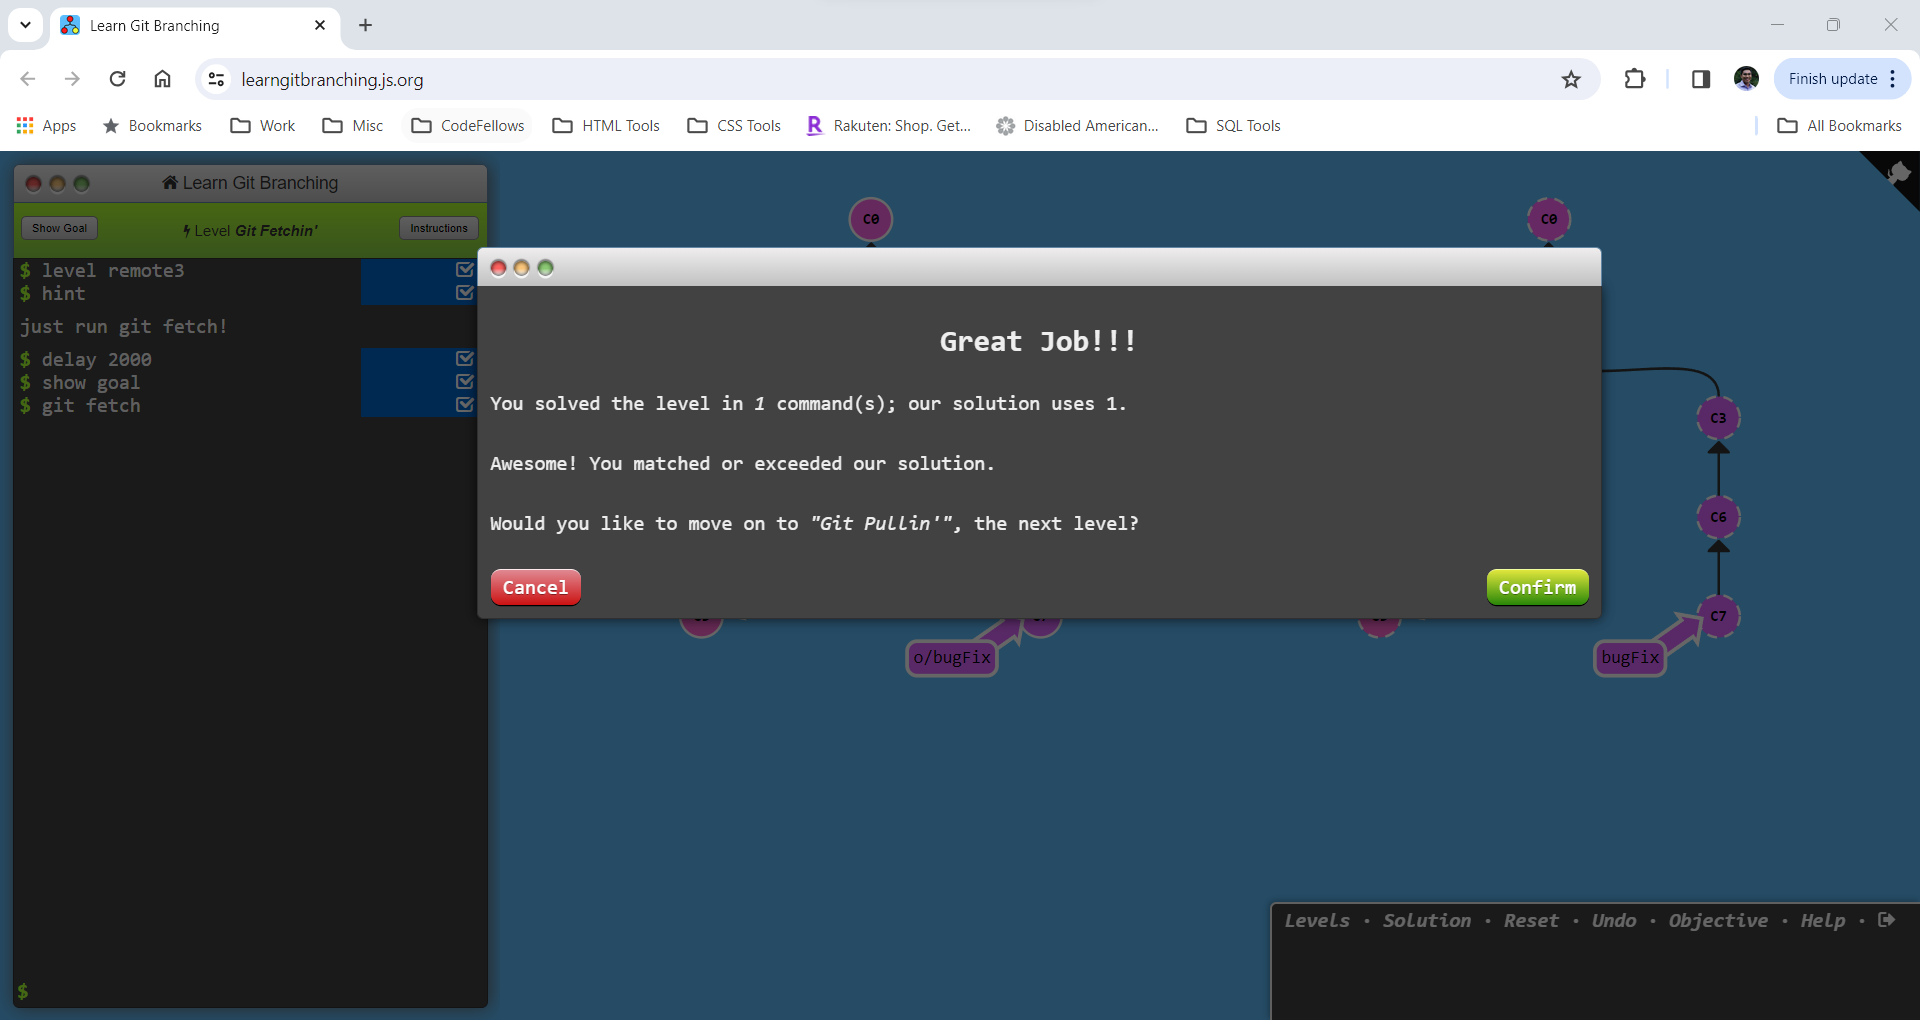 Learn Git Branching
learngitbranching.js.org
Finish update
Apps
Bookmarks
Work
Misc
CodeFellows
HTML Tools
CSS Tools
Rakuten: Shop. Get...
Disabled American...
SQL Tools
All Bookmarks
Learn Git Branching
Show Goal
Level Git Fetchin'
Instructions
$ level remote3
$ hint
just run git fetch!
$ delay 2000
$ show goal
$ git fetch
$
C0
C0
Great Job!!!
You solved the level in 1 command(s); our solution uses 1.
Awesome! You matched or exceeded our solution.
Would you like to move on to "Git Pullin'", the next level?
Cancel
Confirm
C3
C6
C7
o/bugFix
bugFix
Levels · Solution · Reset · Undo · Objective · Help ·